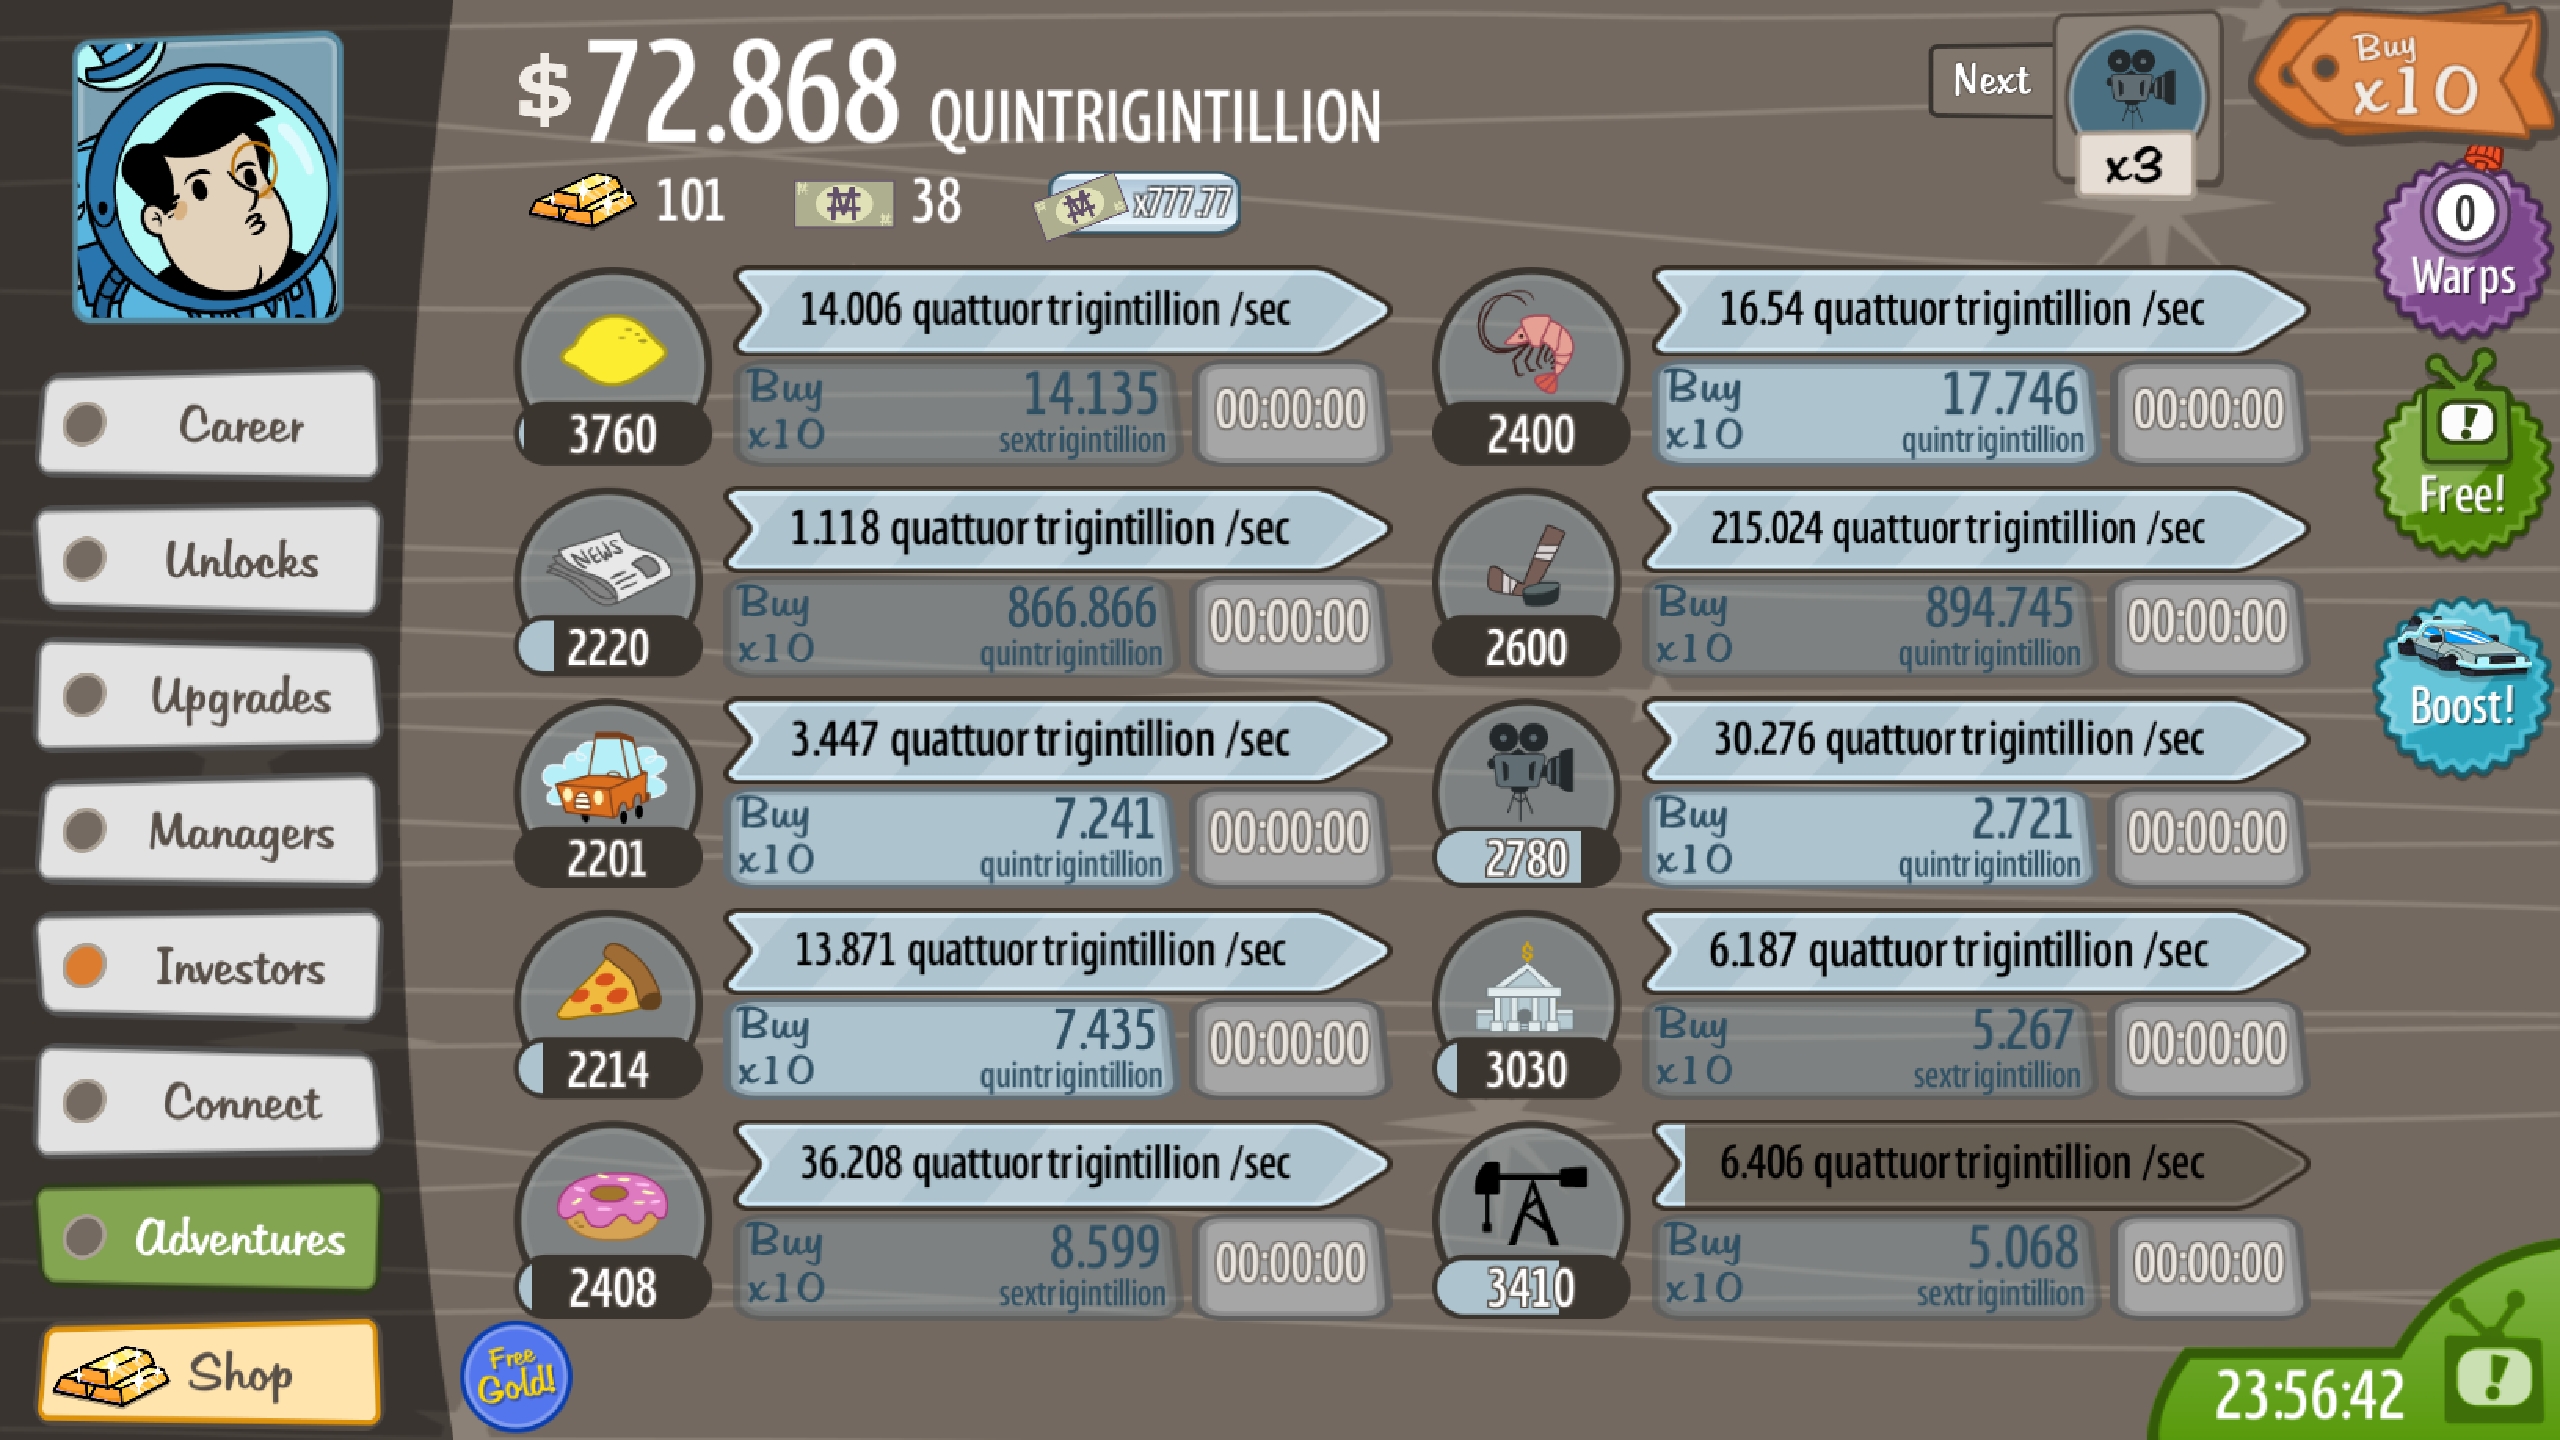 $72.868 QUINTRIGINTILLION
101 38 x777.77
Next
x3
Buy
x10
0
Warps
Free!
Boost!
Career
Unlocks
Upgrades
Managers
Investors
Connect
Adventures
Shop
14.006 quattuortrigintillion /sec
Buy 14.135
x10 sextrigintillion
00:00:00
3760
16.54 quattuortrigintillion /sec
Buy 17.746
x10 quintrigintillion
00:00:00
2400
NEWS
1.118 quattuortrigintillion /sec
Buy 866.866
x10 quintrigintillion
00:00:00
2220
215.024 quattuortrigintillion /sec
Buy 894.745
x10 quintrigintillion
00:00:00
2600
3.447 quattuortrigintillion /sec
Buy 7.241
x10 quintrigintillion
00:00:00
2201
30.276 quattuortrigintillion /sec
Buy 2.721
x10 quintrigintillion
00:00:00
2780
13.871 quattuortrigintillion /sec
Buy 7.435
x10 quintrigintillion
00:00:00
2214
$
6.187 quattuortrigintillion /sec
Buy 5.267
x10 sextrigintillion
00:00:00
3030
36.208 quattuortrigintillion /sec
Buy 8.599
x10 sextrigintillion
00:00:00
2408
6.406 quattuortrigintillion /sec
Buy 5.068
x10 sextrigintillion
00:00:00
3410
Free
Gold!
23:56:42